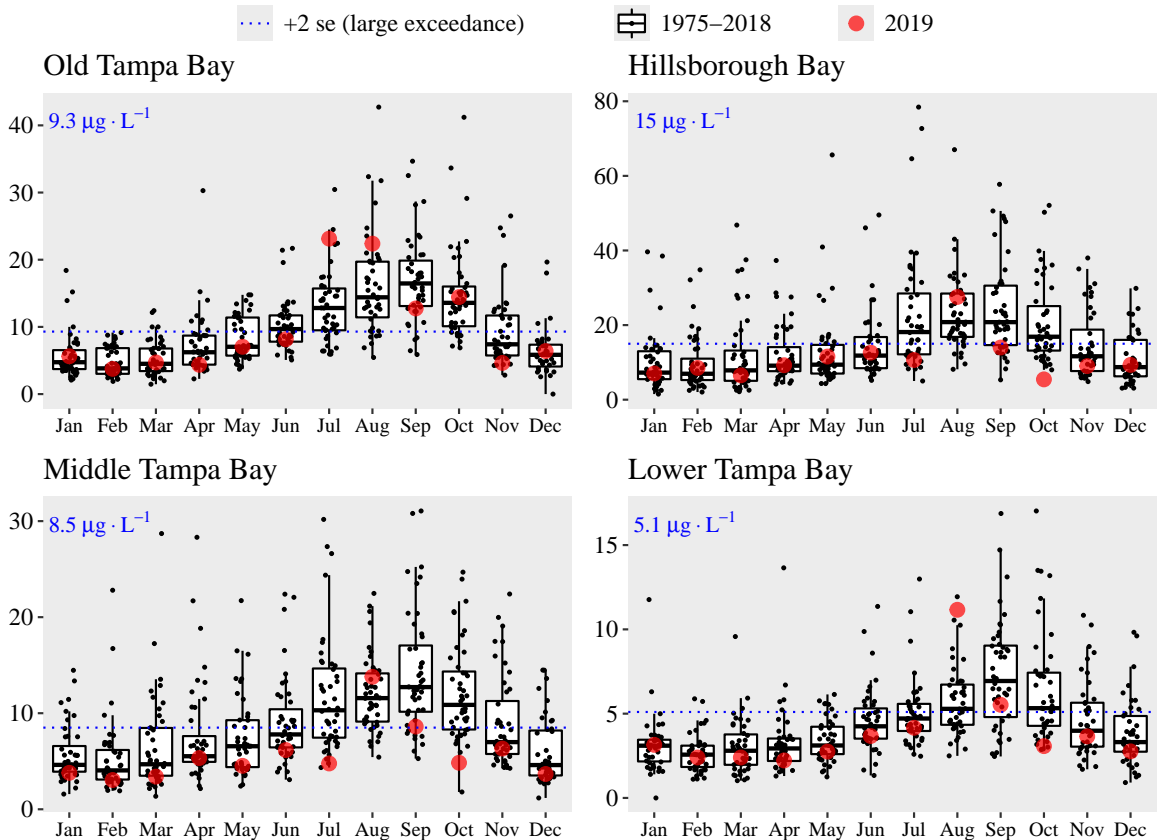 +2 se (large exceedance) 1975–2018 2019
Old Tampa Bay
9.3 μg · L⁻¹
40
30
20
10
0
Jan Feb Mar Apr May Jun Jul Aug Sep Oct Nov Dec
Hillsborough Bay
15 μg · L⁻¹
80
60
40
20
0
Jan Feb Mar Apr May Jun Jul Aug Sep Oct Nov Dec
Middle Tampa Bay
8.5 μg · L⁻¹
30
20
10
0
Jan Feb Mar Apr May Jun Jul Aug Sep Oct Nov Dec
Lower Tampa Bay
5.1 μg · L⁻¹
15
10
5
0
Jan Feb Mar Apr May Jun Jul Aug Sep Oct Nov Dec